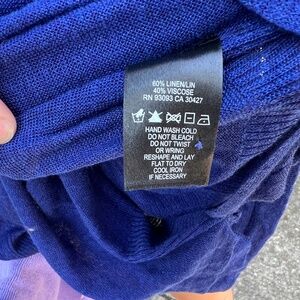 60% LINEN/LIN
40% VISCOSE
RN 93093 CA 30427
HAND WASH COLD
DO NOT BLEACH
DO NOT TWIST
OR WRING
RESHAPE AND LAY
FLAT TO DRY
COOL IRON
IF NECESSARY